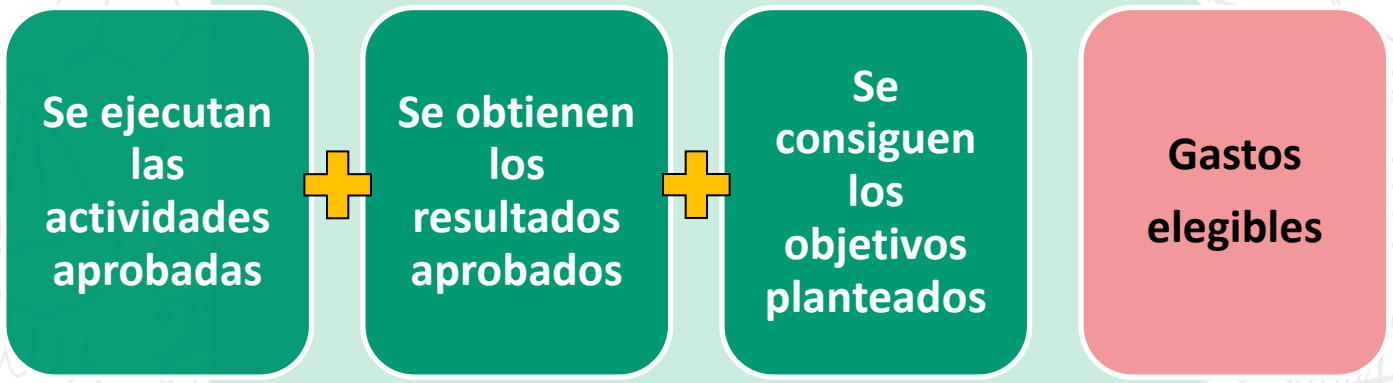 Se ejecutan
las
actividades
aprobadas
Se obtienen
los
resultados
aprobados
Se
consiguen
los
objetivos
planteados
Gastos
elegibles